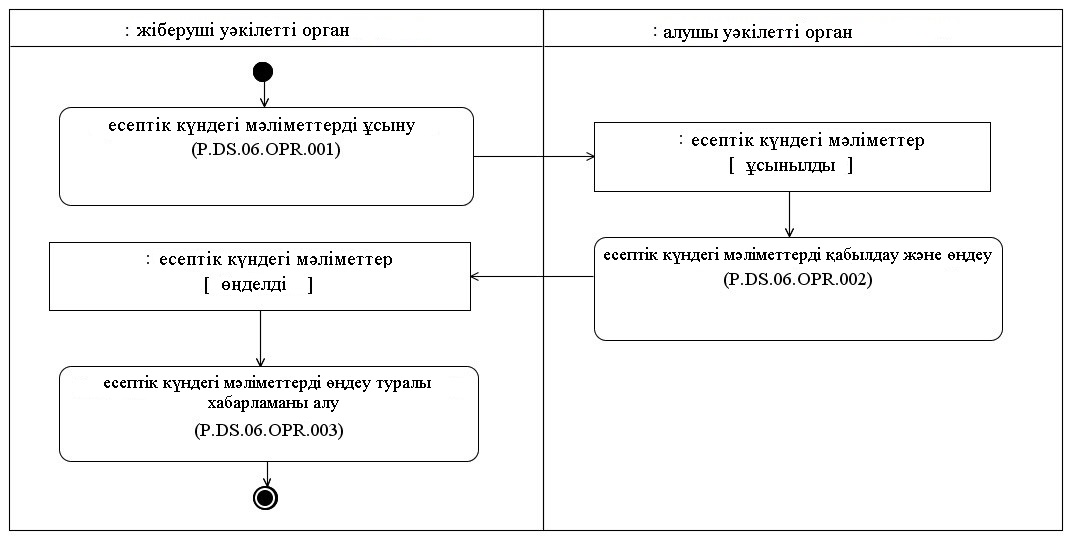 : жіберуші уәкілетті орган
: алушы уәкілетті орган
есептік күндегі мәліметтерді ұсыну
(P.DS.06.OPR.001)
: есептік күндегі мәліметтер
[ ұсынылды ]
есептік күндегі мәліметтерді қабылдау және өңдеу
(P.DS.06.OPR.002)
: есептік күндегі мәліметтер
[ өңделді ]
есептік күндегі мәліметтерді өңдеу туралы
хабарламаны алу
(P.DS.06.OPR.003)